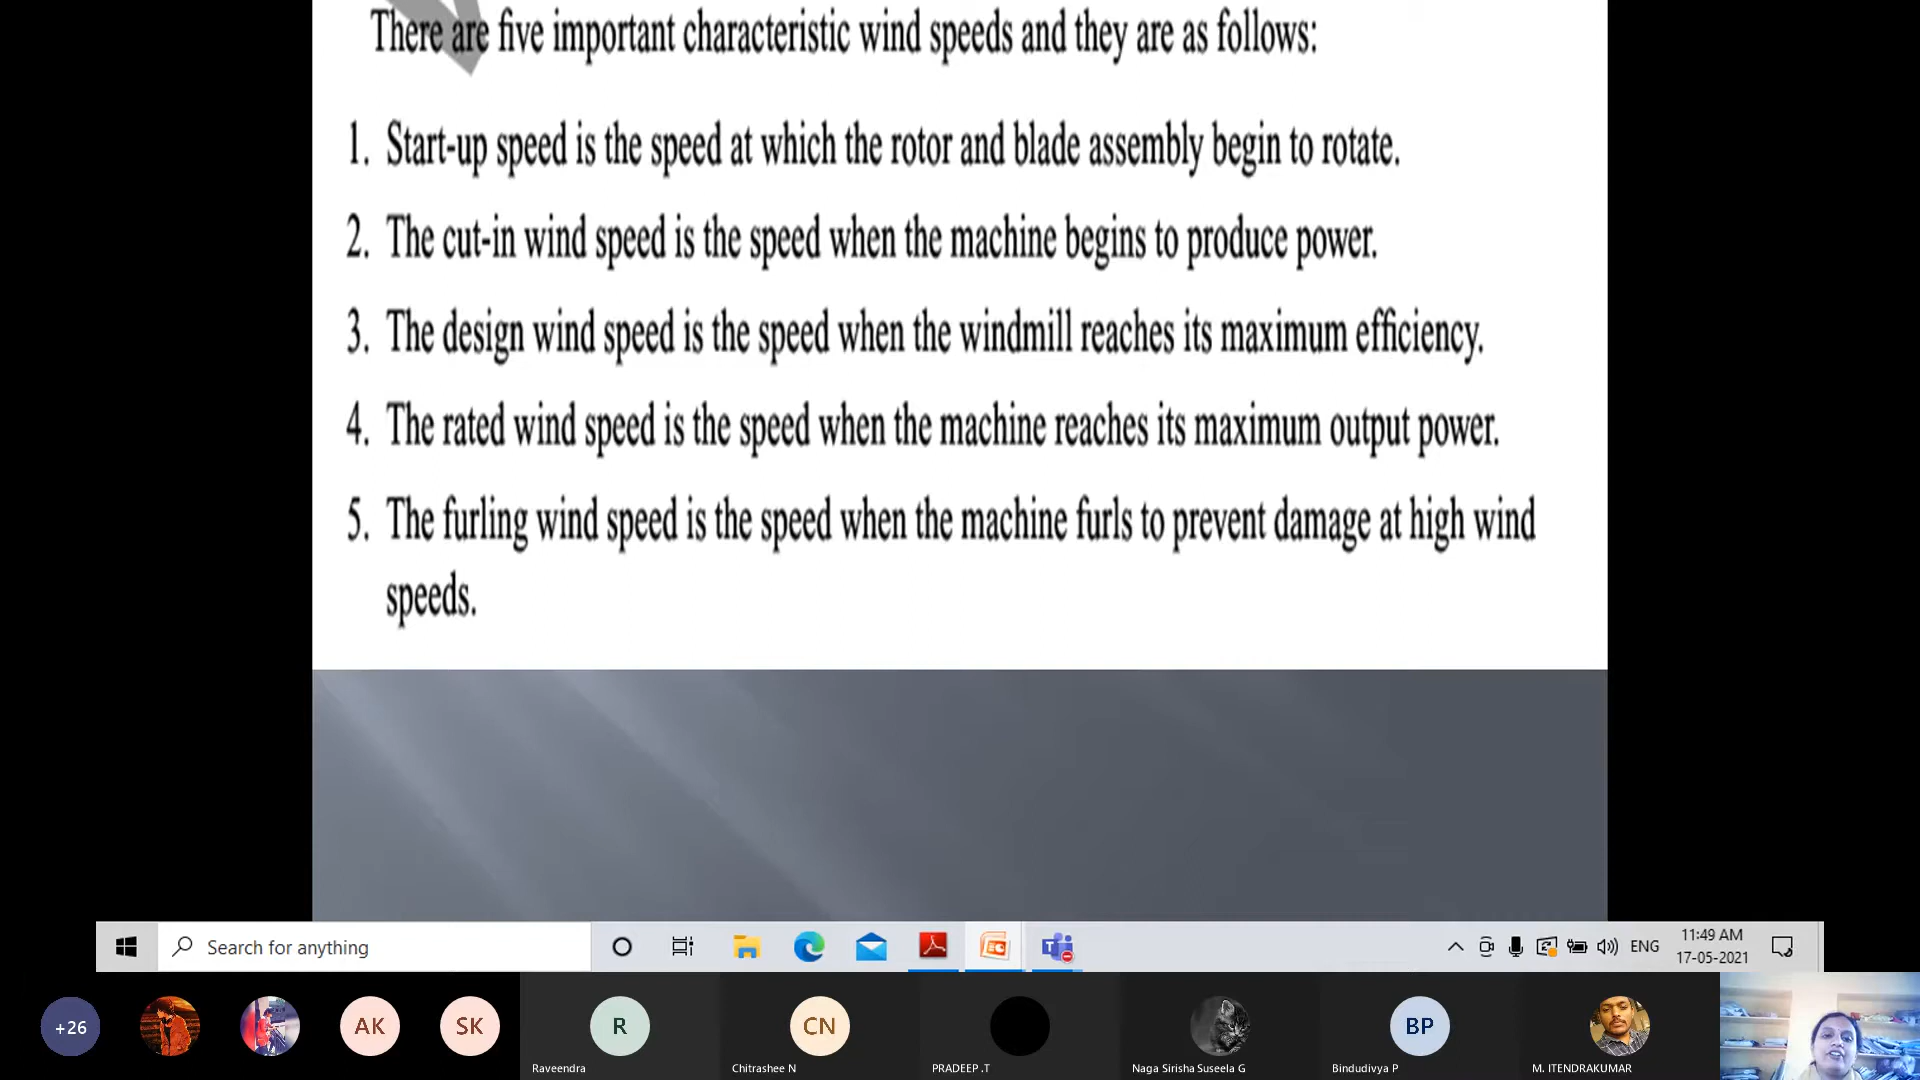 There are five important characteristic wind speeds and they are as follows:
1. Start-up speed is the speed at which the rotor and blade assembly begin to rotate.
2. The cut-in wind speed is the speed when the machine begins to produce power.
3. The design wind speed is the speed when the windmill reaches its maximum efficiency.
4. The rated wind speed is the speed when the machine reaches its maximum output power.
5. The furling wind speed is the speed when the machine furls to prevent damage at high wind
speeds.
Search for anything
ENG
11:49 AM
17-05-2021
+26
AK
SK
R
CN
BP
Raveendra
Chitrashee N
PRADEEP .T
Naga Sirisha Suseela G
Bindudivya P
M. ITENDRAKUMAR